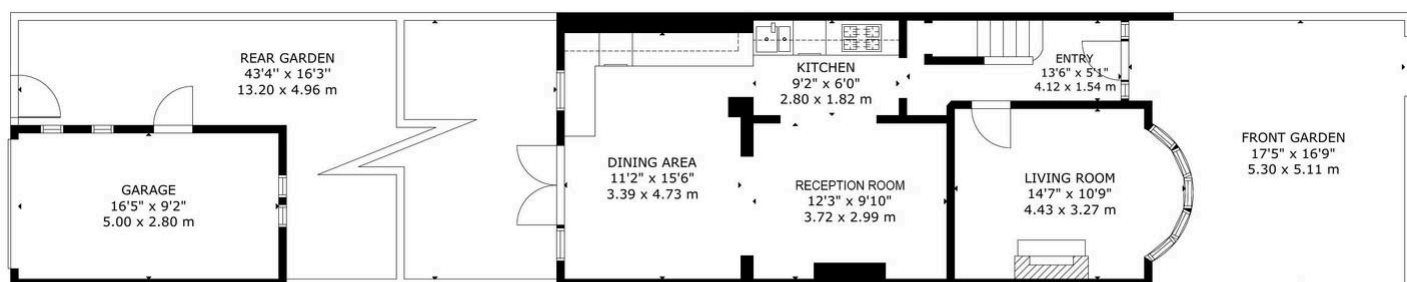 REAR GARDEN
43'4" x 16'3"
13.20 x 4.96 m
GARAGE
16'5" x 9'2"
5.00 x 2.80 m
DINING AREA
11'2" x 15'6"
3.39 x 4.73 m
KITCHEN
9'2" x 6'0"
2.80 x 1.82 m
RECEPTION ROOM
12'3" x 9'10"
3.72 x 2.99 m
ENTRY
13'6" x 5'1"
4.12 x 1.54 m
LIVING ROOM
14'7" x 10'9"
4.43 x 3.27 m
FRONT GARDEN
17'5" x 16'9"
5.30 x 5.11 m